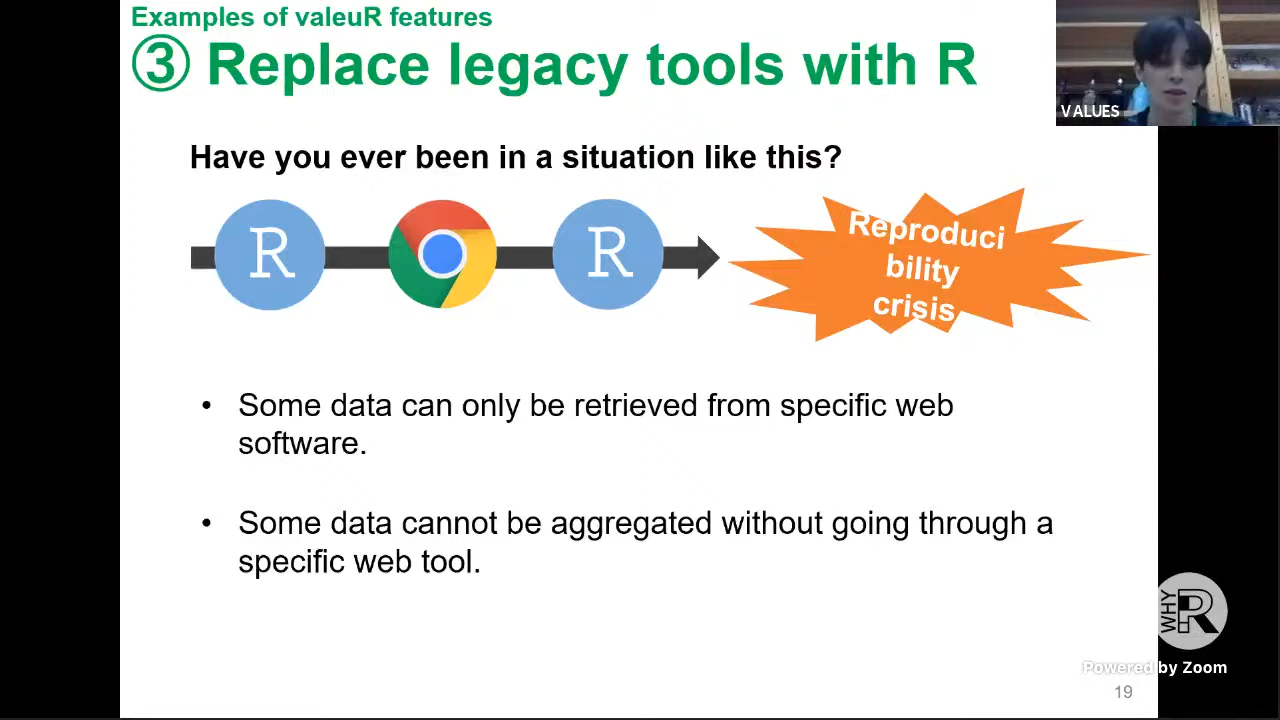 Examples of valeuR features
③ Replace legacy tools with R
VALUES
Have you ever been in a situation like this?
R
R
Reproduci
bility
crisis
• Some data can only be retrieved from specific web
software.
• Some data cannot be aggregated without going through a
specific web tool.
WHY R?
Powered by Zoom
19